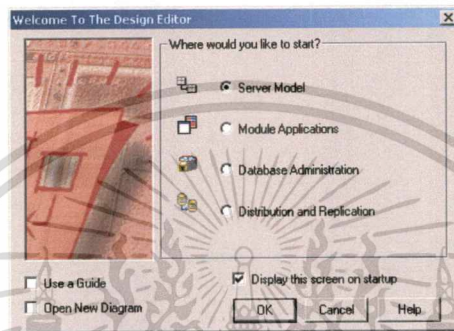 Welcome To The Design Editor
Where would you like to start?
Server Model
Module Applications
Database Administration
Distribution and Replication
Use a Guide
Display this screen on startup
Open New Diagram
OK
Cancel
Help